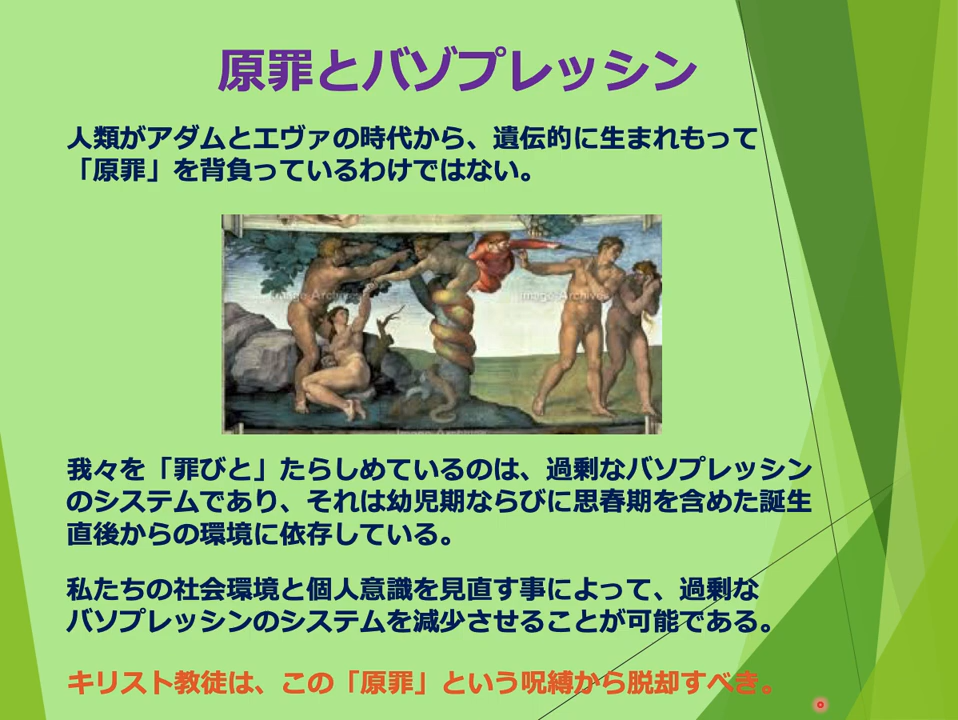 原罪とバゾプレッシン
人類がアダムとエヴァの時代から、遺伝的に生まれもって
「原罪」を背負っているわけではない。
Image Archives
Image Archives
Image Archives
我々を「罪びと」たらしめているのは、過剰なバソプレッシン
のシステムであり、それは幼児期ならびに思春期を含めた誕生
直後からの環境に依存している。
私たちの社会環境と個人意識を見直す事によって、過剰な
バソプレッシンのシステムを減少させることが可能である。
キリスト教徒は、この「原罪」という呪縛から脱却すべき。